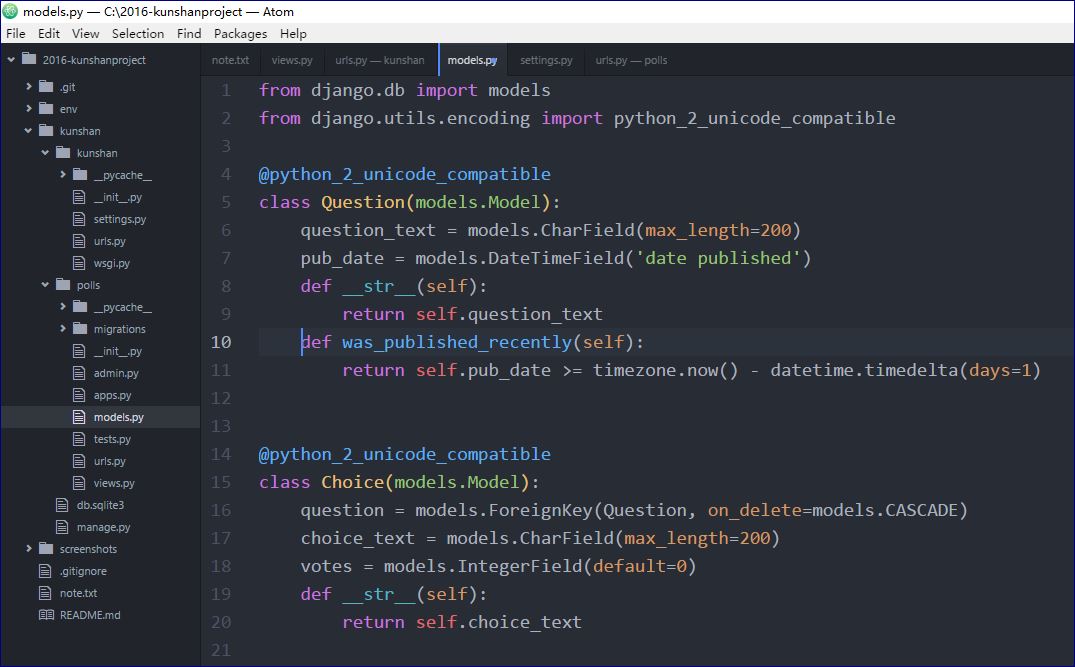 models.py — C:\2016-kunshanproject — Atom
File Edit View Selection Find Packages Help
2016-kunshanproject
.git
env
kunshan
kunshan
__pycache__
__init__.py
settings.py
urls.py
wsgi.py
polls
__pycache__
migrations
__init__.py
admin.py
apps.py
models.py
tests.py
urls.py
views.py
db.sqlite3
manage.py
screenshots
.gitignore
note.txt
README.md
note.txt views.py urls.py — kunshan models.py settings.py urls.py — polls
1 from django.db import models
2 from django.utils.encoding import python_2_unicode_compatible
3
4 @python_2_unicode_compatible
5 class Question(models.Model):
6     question_text = models.CharField(max_length=200)
7     pub_date = models.DateTimeField('date published')
8     def __str__(self):
9         return self.question_text
10     def was_published_recently(self):
11         return self.pub_date >= timezone.now() - datetime.timedelta(days=1)
12
13
14 @python_2_unicode_compatible
15 class Choice(models.Model):
16     question = models.ForeignKey(Question, on_delete=models.CASCADE)
17     choice_text = models.CharField(max_length=200)
18     votes = models.IntegerField(default=0)
19     def __str__(self):
20         return self.choice_text
21